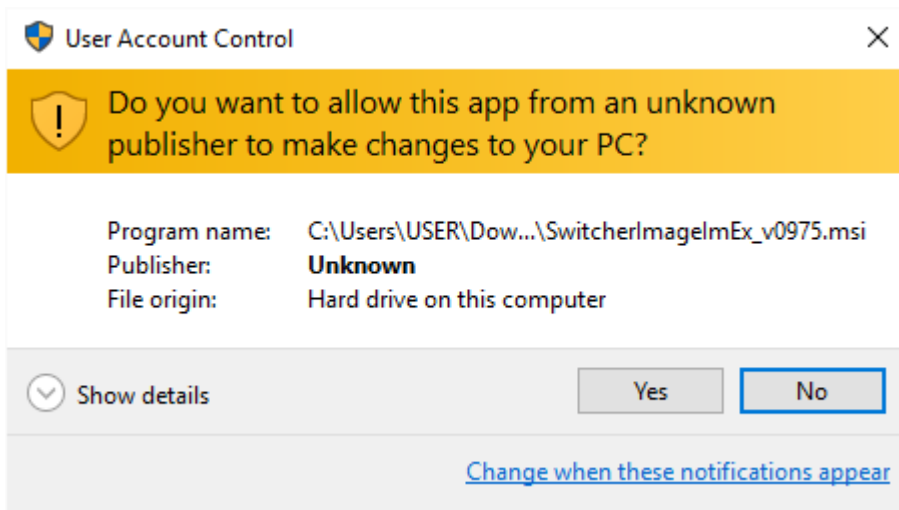 User Account Control
Do you want to allow this app from an unknown
publisher to make changes to your PC?
Program name: C:\Users\USER\Dow...\SwitcherImageImEx_v0975.msi
Publisher: Unknown
File origin: Hard drive on this computer
Show details
Yes No
Change when these notifications appear